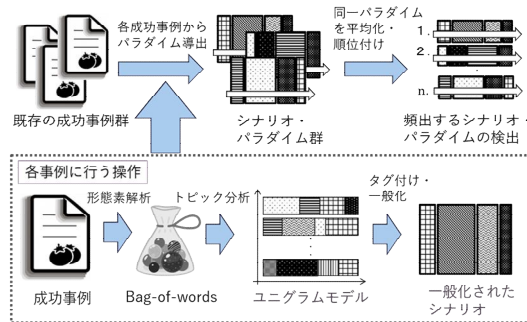 各成功事例から
パラダイム導出
同一パラダイム
を平均化・
順位付け
1.
2.
n.
既存の成功事例群
シナリオ・
パラダイム群
頻出するシナリオ・
パラダイムの検出
各事例に行う操作
形態素解析
トピック分析
タグ付け・
一般化
成功事例
Bag-of-words
ユニグラムモデル
一般化された
シナリオ